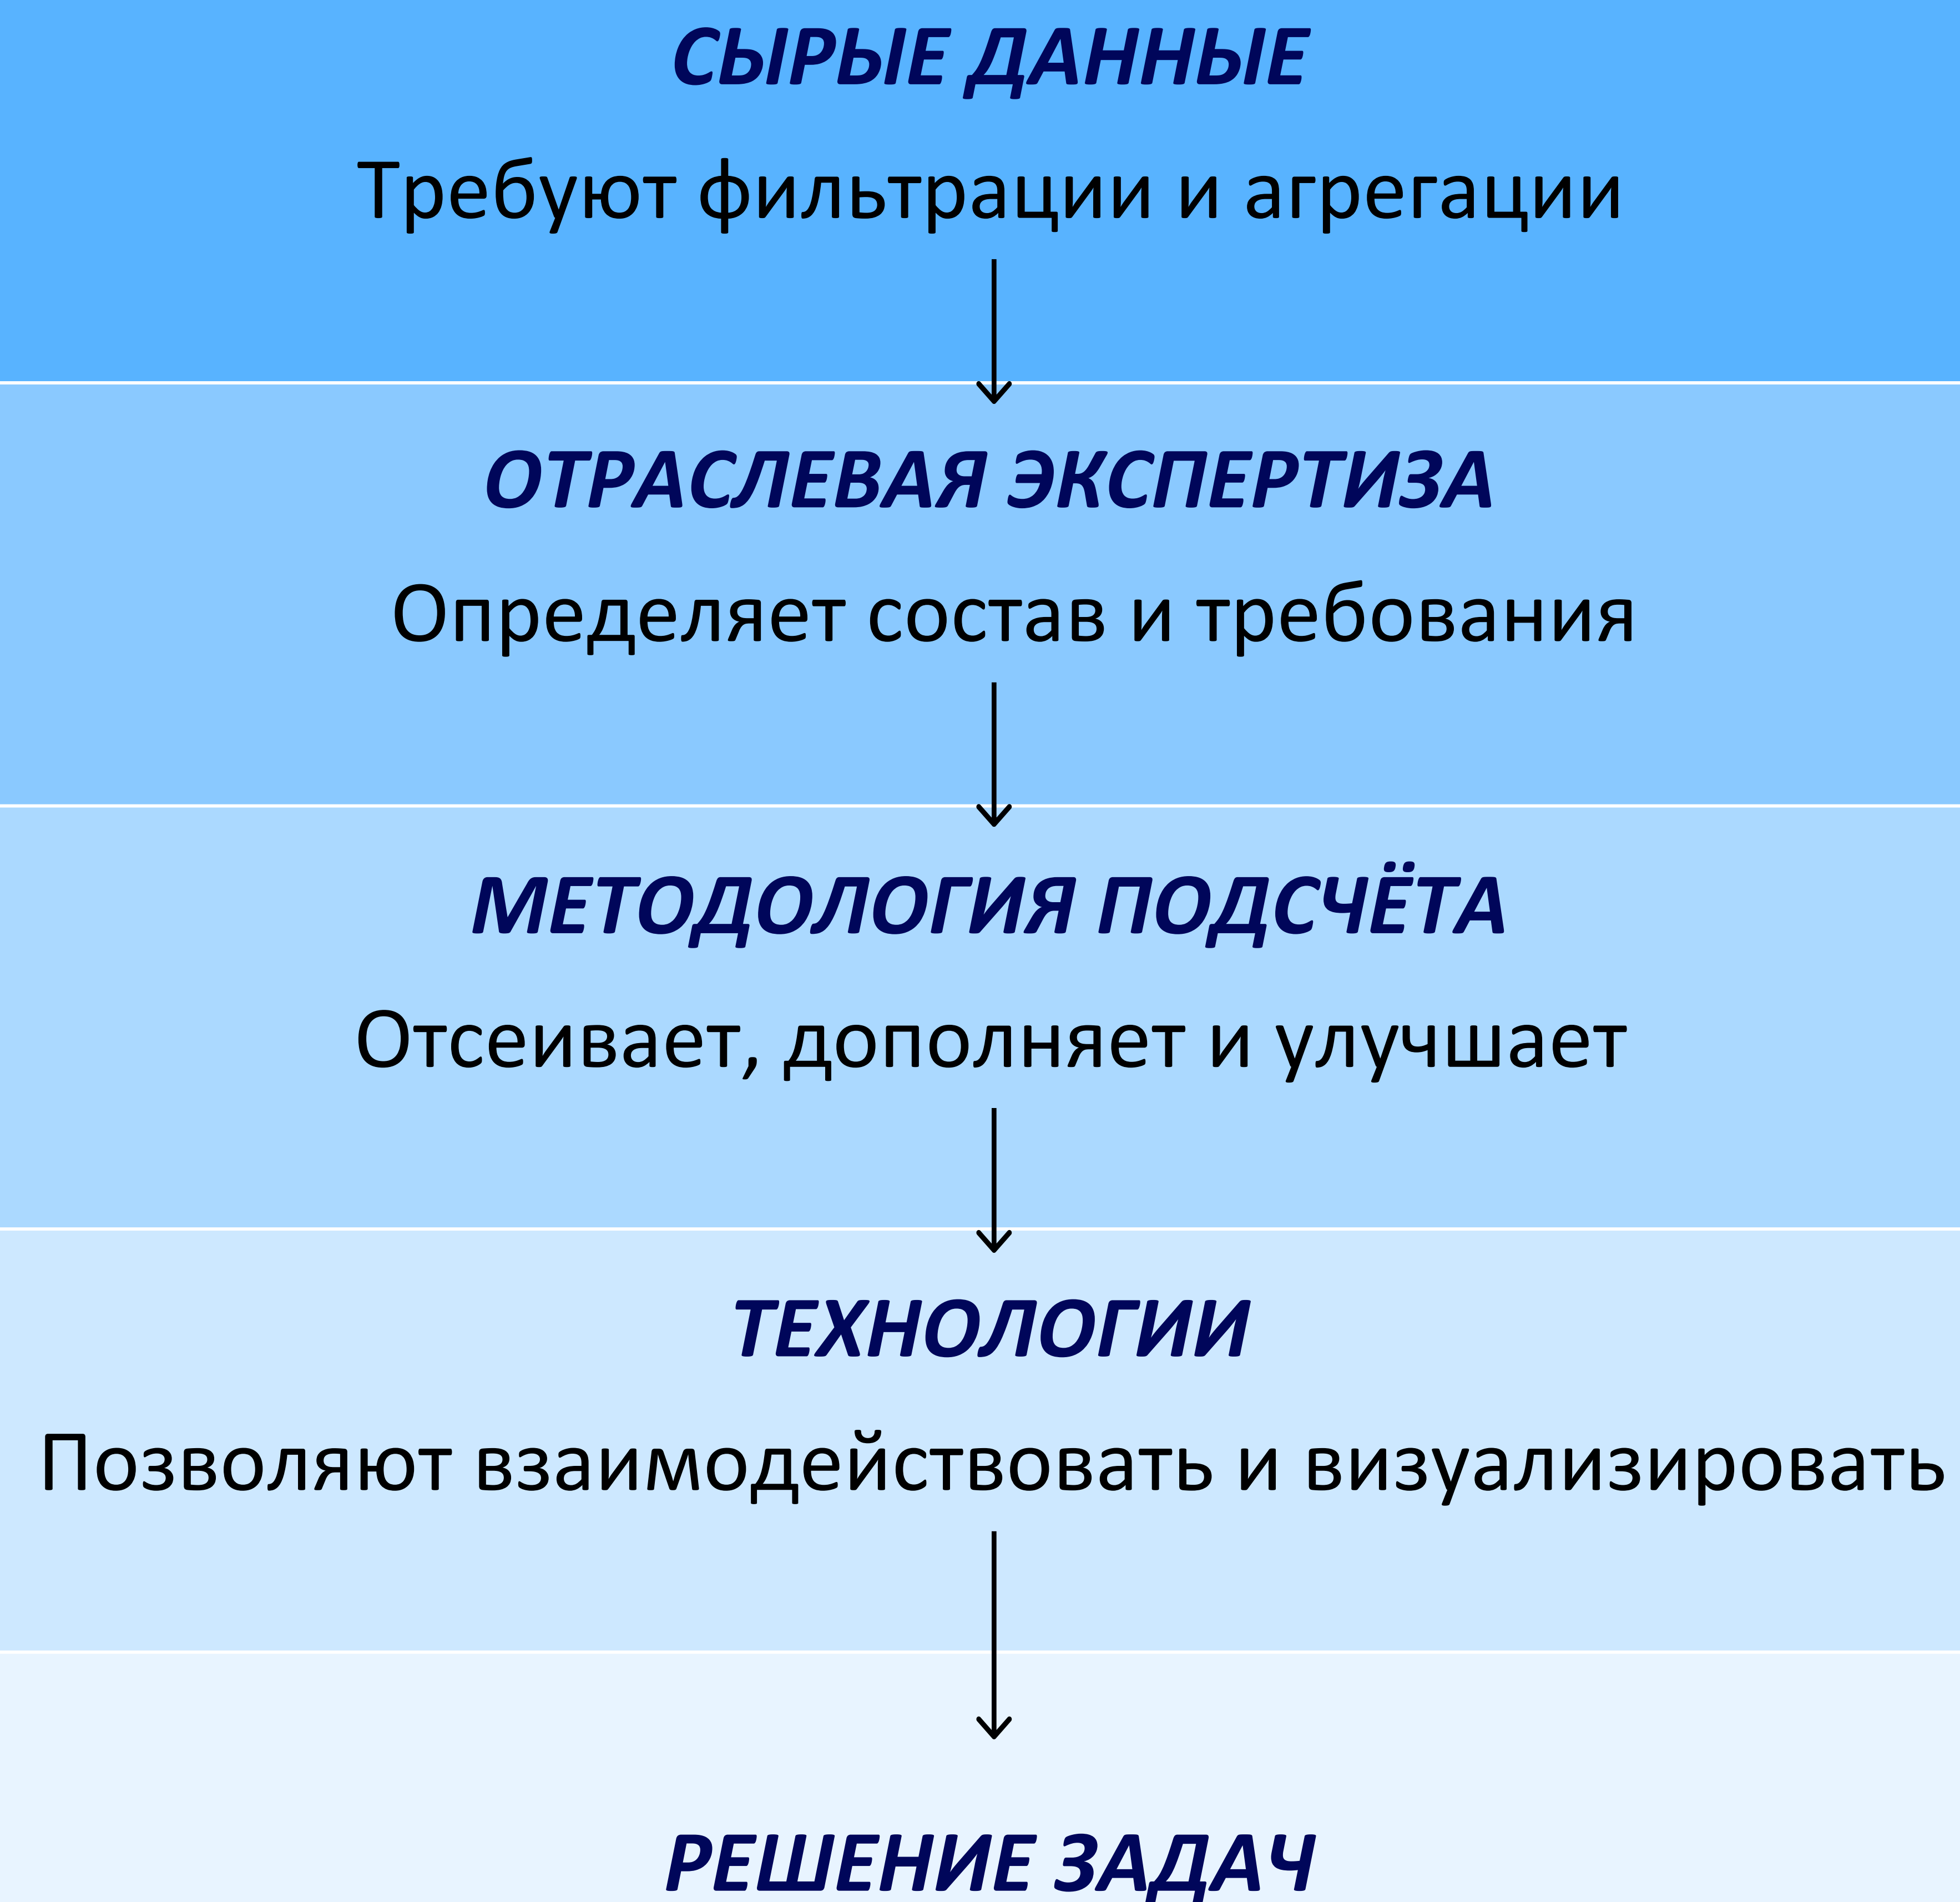 СЫРЫЕ ДАННЫЕ
Требуют фильтрации и агрегации
ОТРАСЛЕВАЯ ЭКСПЕРТИЗА
Определяет состав и требования
МЕТОДОЛОГИЯ ПОДСЧЁТА
Отсеивает, дополняет и улучшает
ТЕХНОЛОГИИ
Позволяют взаимодействовать и визуализировать
РЕШЕНИЕ ЗАДАЧ